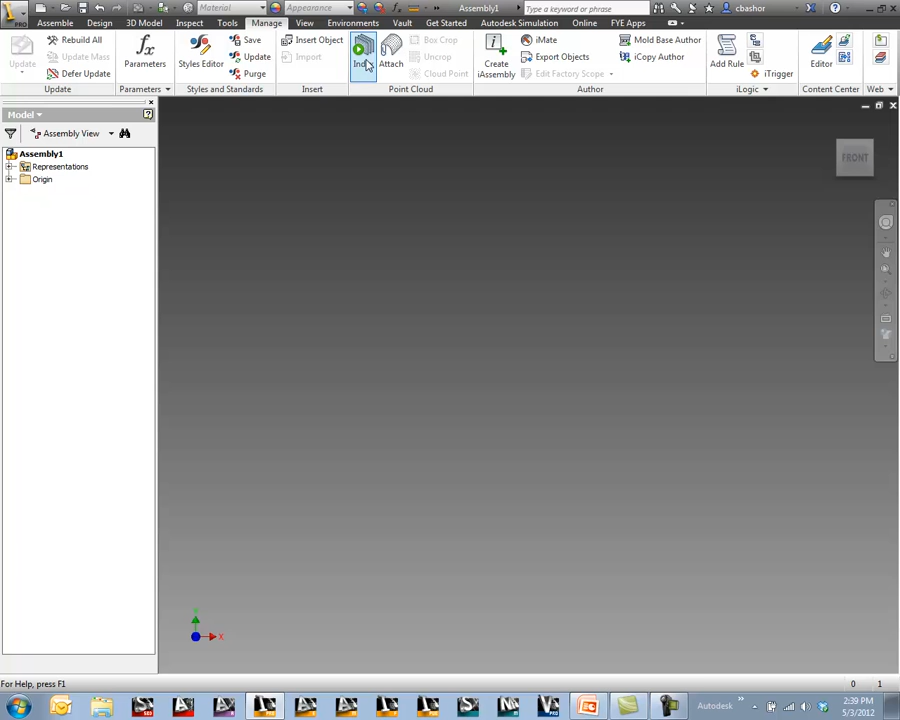 Material Appearance Assembly1 Type a keyword or phrase cbashor
PRO Assemble Design 3D Model Inspect Tools Manage View Environments Vault Get Started Autodesk Simulation Online FYE Apps
Update Rebuild All Update Mass Defer Update
Parameters
Styles Editor Save Update Purge
Insert Object Import
Attach Box Crop Uncrop Cloud Point
Create iAssembly iMate Export Objects Edit Factory Scope Mold Base Author iCopy Author
Add Rule iTrigger
Editor
Update Parameters Styles and Standards Insert Point Cloud Author iLogic Content Center Web
Model
Assembly View
Assembly1
Representations
Origin
FRONT
X
For Help, press F1 0 1
Autodesk 2:39 PM
5/3/2012